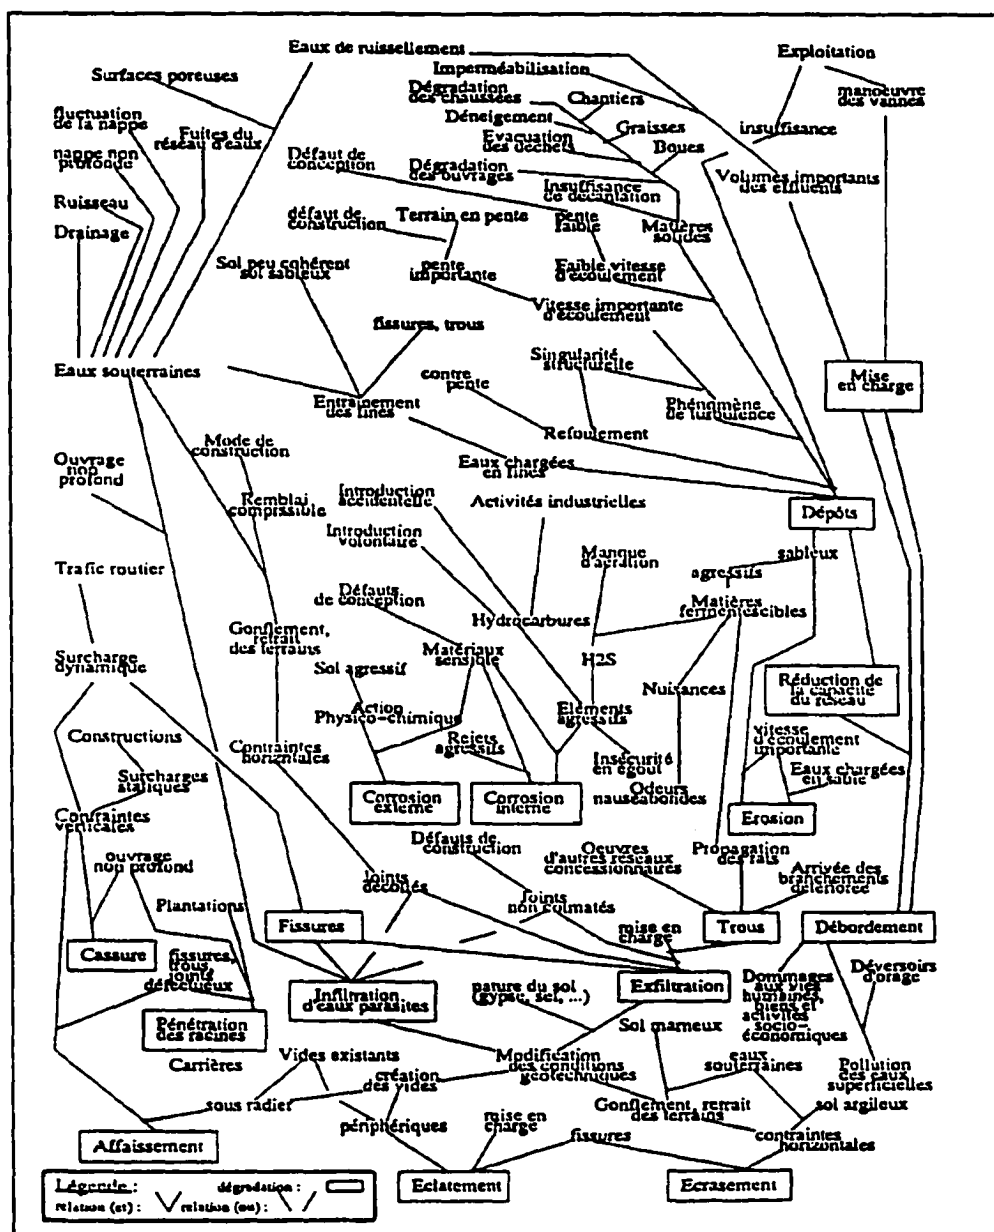 Eaux de ruissellement
Exploitation
Surfaces poreuses
Imperméabilisation
Dégradation
des chaussées
Chantiers
manoeuvre
des vannes
fluctuation
de la nappe
Fuites du
réseau d'eaux
Déneigement
Graisses
insuffisance
Evacuation
des déchets
Boues
nappe non
profonde
Défaut de
conception
Dégradation
des ouvrages
Volumes importants
des effluents
Insuffisance
de décantation
Ruisseau
Drainage
défaut de
construction
Terrain en pente
pente
faible
Matières
solides
Sol peu cohérent
sol sableux
pente
importante
Faible vitesse
d'écoulement
Vitesse importante
d'écoulement
fissures, trous
Eaux souterraines
Singularité
structurelle
contre
pente
Mise
en charge
Entraînement
des fines
Phénomène
de turbulence
Refoulement
Mode de
construction
Ouvrage
non
profond
Eaux chargées
en fines
Introduction
accidentelle
Activités industrielles
Remblai
compressible
Dépôts
Introduction
volontaire
Manque
d'aération
sableux
Trafic routier
agressifs
Défauts
de conception
Matières
fermentescibles
Hydrocarbures
Gonflement,
retrait
des terrains
Surcharge
dynamique
Matériaux
sensible
H2S
Sol agressif
Nuisances
Réduction de
la capacité
du réseau
Action
Physico-chimique
Eléments
agressifs
Constructions
Contraintes
horizontales
Rejets
agressifs
vitesse
d'écoulement
importante
Surcharges
statiques
Insécurité
en égout
Eaux chargées
en sable
Corrosion
externe
Corrosion
interne
Odeurs
nauséabondes
Contraintes
verticales
Erosion
Défauts de
construction
Oeuvres
d'autres réseaux
concessionnaires
Propagation
des rats
ouvrage
non profond
Joints
décollés
Arrivée des
branchements
détériorée
Plantations
Joints
non colmatés
Fissures
mise en
charge
Trous
Débordement
Cassure
fissures,
trous,
joints
défectueux
Infiltration
d'eaux parasites
nature du sol
(gypse, sel, ...)
Exfiltration
Dommages
aux vies
humaines,
biens et
activités
socio-
économiques
Déversoirs
d'orage
Pénétration
des racines
Sol marneux
Carrières
Vides existants
Modification
des conditions
géotechniques
eaux
souterraines
Pollution
des eaux
superficielles
création
des vides
sous radier
Gonflement, retrait
des terrains
sol argileux
périphériques
mise en
charge
fissures
contraintes
horizontales
Affaissement
Eclatement
Ecrasement
Légende :
dégradation :
relation (et) :
relation (ou) :